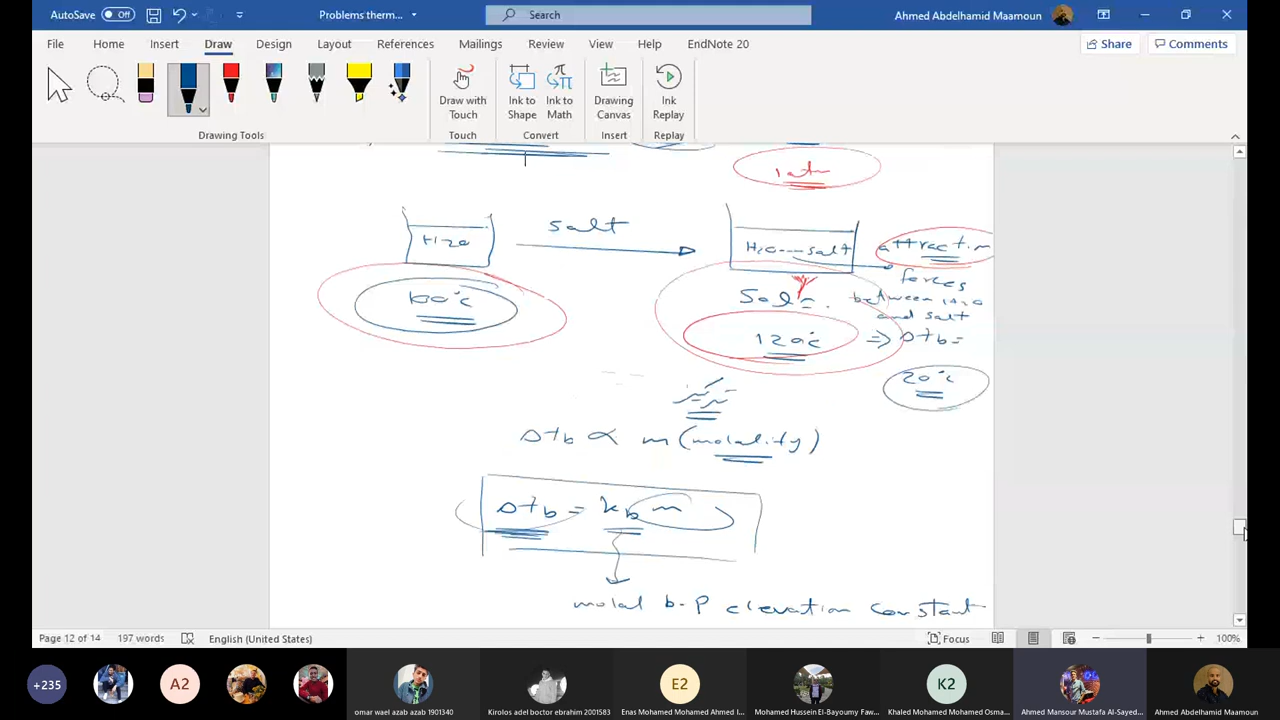 AutoSave Off Problems therm... Search Ahmed Abdelhamid Maamoun
File Home Insert Draw Design Layout References Mailings Review View Help EndNote 20 Share Comments
Draw with Touch
Ink to Shape
Ink to Math
Drawing Canvas
Ink Replay
Drawing Tools Touch Convert Insert Replay
1 atm
H2O salt H2O---salt attraction
forces
between H2O
and salt
100°c Soln.
120°c => Δtb =
20°c
تركيز
Δtb ∝ m (molality)
Δtb = kb m
molal b.p elevation constant
Page 12 of 14 197 words English (United States) Focus 100%
+235 A2 E2 K2
omar wael azab azab 1901340 Kirolos adel boctor ebrahim 2001583 Enas Mohamed Mohamed Ahmed I... Mohamed Hussein El-Bayoumy Faw... Khaled Mohamed Mohamed Osma... Ahmed Mansour Mustafa Al-Sayed... Ahmed Abdelhamid Maamoun